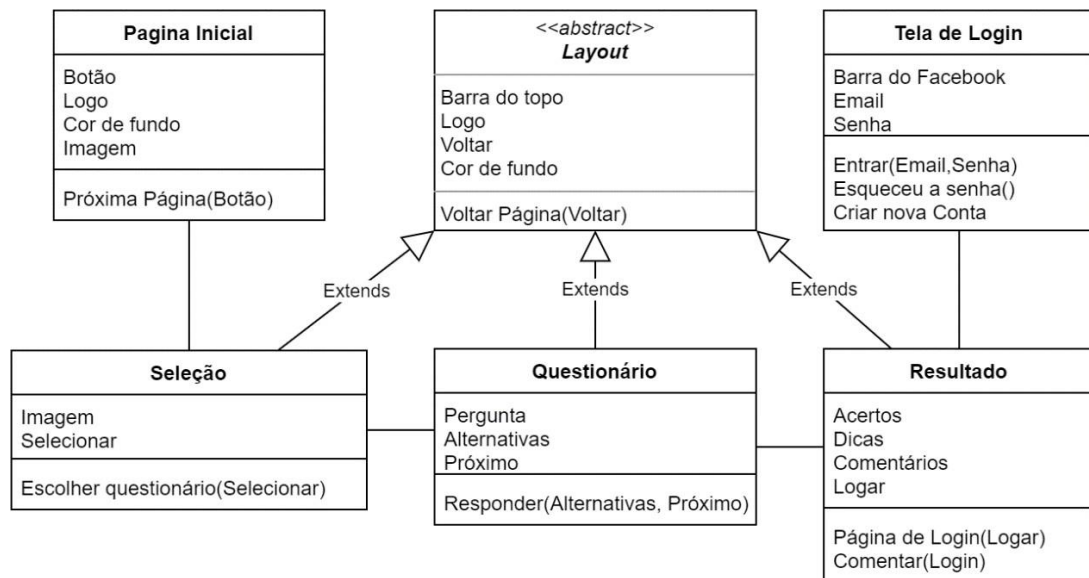 Pagina Inicial
Botão
Logo
Cor de fundo
Imagem
Próxima Página(Botão)
<<abstract>>
Layout
Barra do topo
Logo
Voltar
Cor de fundo
Voltar Página(Voltar)
Tela de Login
Barra do Facebook
Email
Senha
Entrar(Email,Senha)
Esqueceu a senha()
Criar nova Conta
Extends
Extends
Extends
Seleção
Imagem
Selecionar
Escolher questionário(Selecionar)
Questionário
Pergunta
Alternativas
Próximo
Responder(Alternativas, Próximo)
Resultado
Acertos
Dicas
Comentários
Logar
Página de Login(Logar)
Comentar(Login)